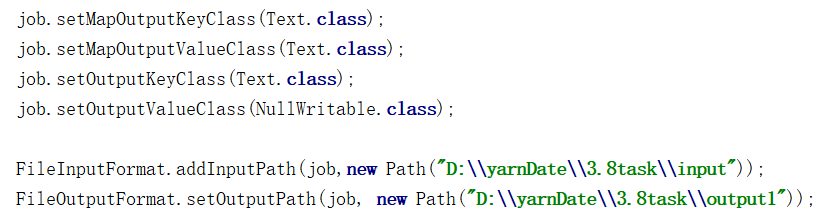 job.setMapOutputKeyClass(Text.class);
job.setMapOutputValueClass(Text.class);
job.setOutputKeyClass(Text.class);
job.setOutputValueClass(NullWritable.class);
FileInputFormat.addInputPath(job,new Path("D:\\yarnDate\\3.8task\\input"));
FileOutputFormat.setOutputPath(job, new Path("D:\\yarnDate\\3.8task\\output1"));